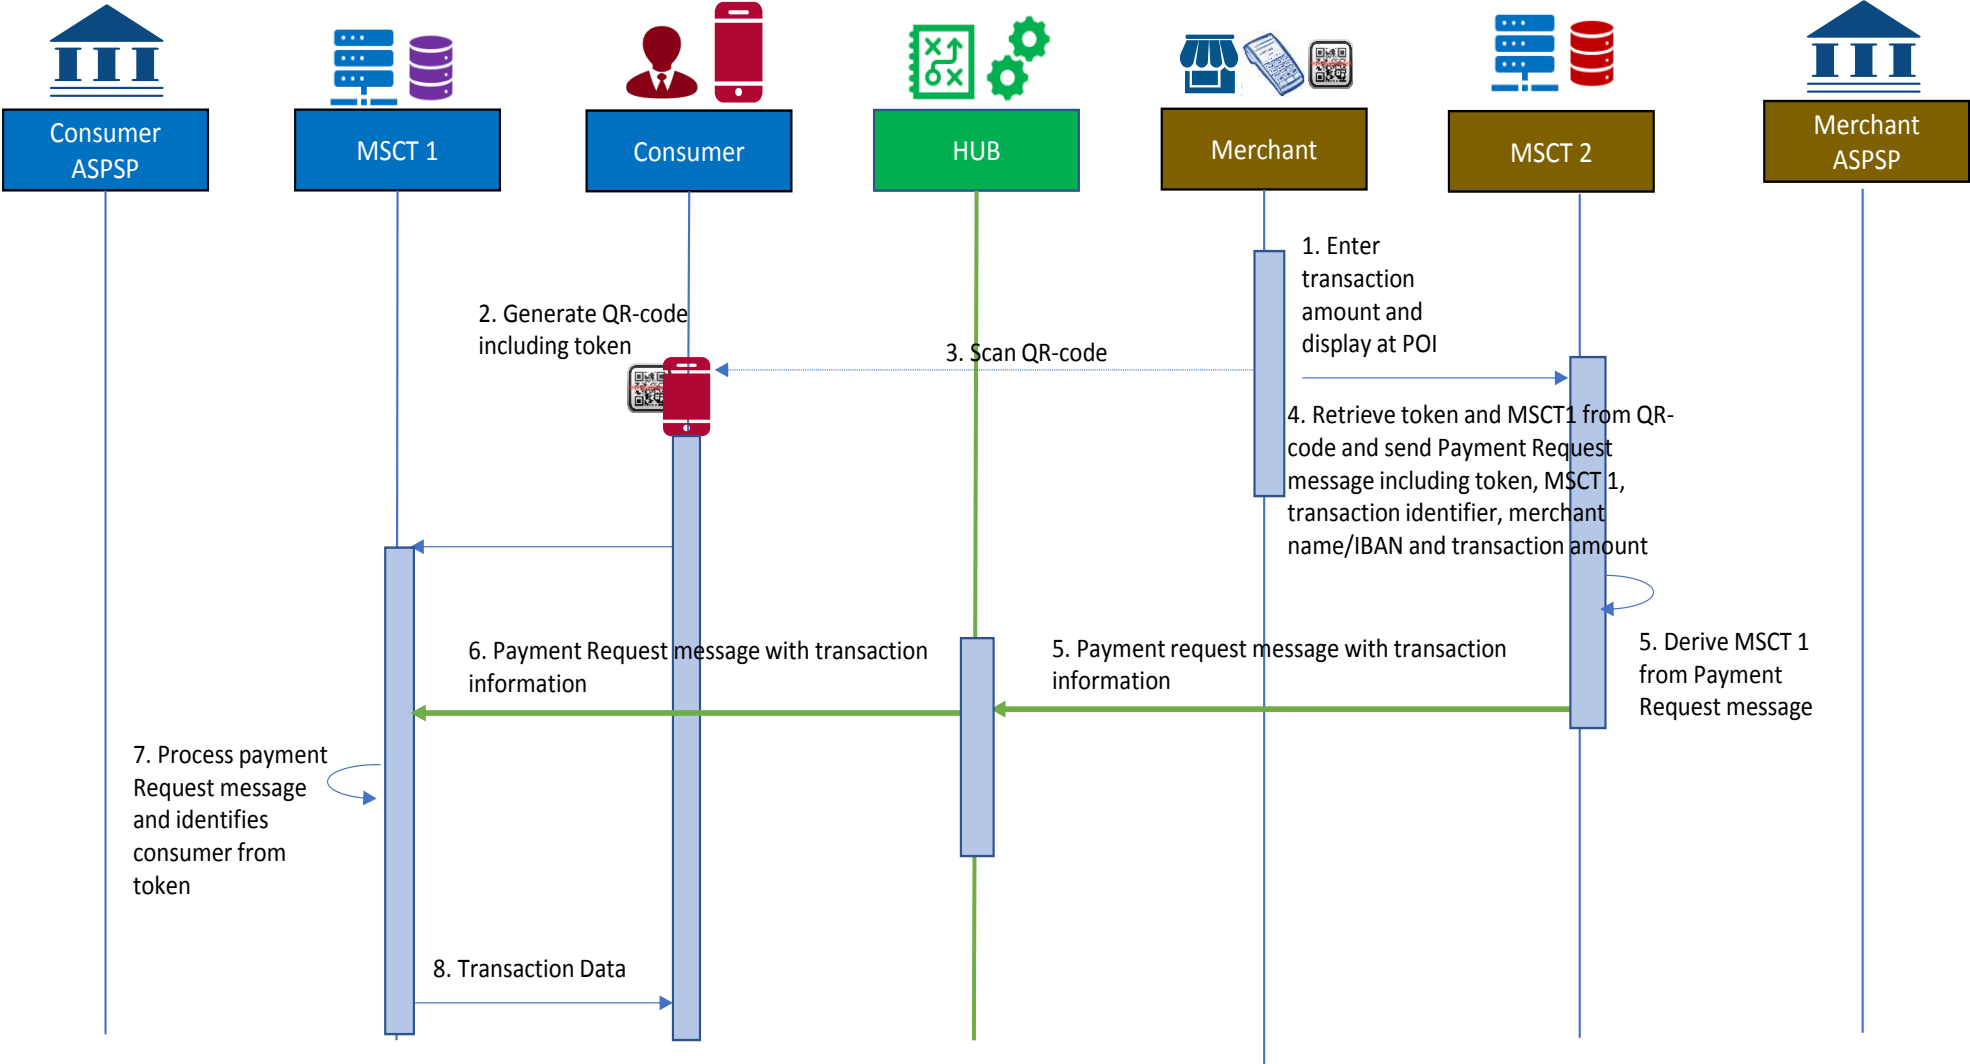 Consumer
ASPSP
MSCT 1
Consumer
HUB
Merchant
MSCT 2
Merchant
ASPSP
1. Enter
transaction
amount and
display at POI
2. Generate QR-code
including token
3. Scan QR-code
4. Retrieve token and MSCT1 from QR-
code and send Payment Request
message including token, MSCT 1,
transaction identifier, merchant
name/IBAN and transaction amount
5. Derive MSCT 1
from Payment
Request message
5. Payment request message with transaction
information
6. Payment Request message with transaction
information
7. Process payment
Request message
and identifies
consumer from
token
8. Transaction Data